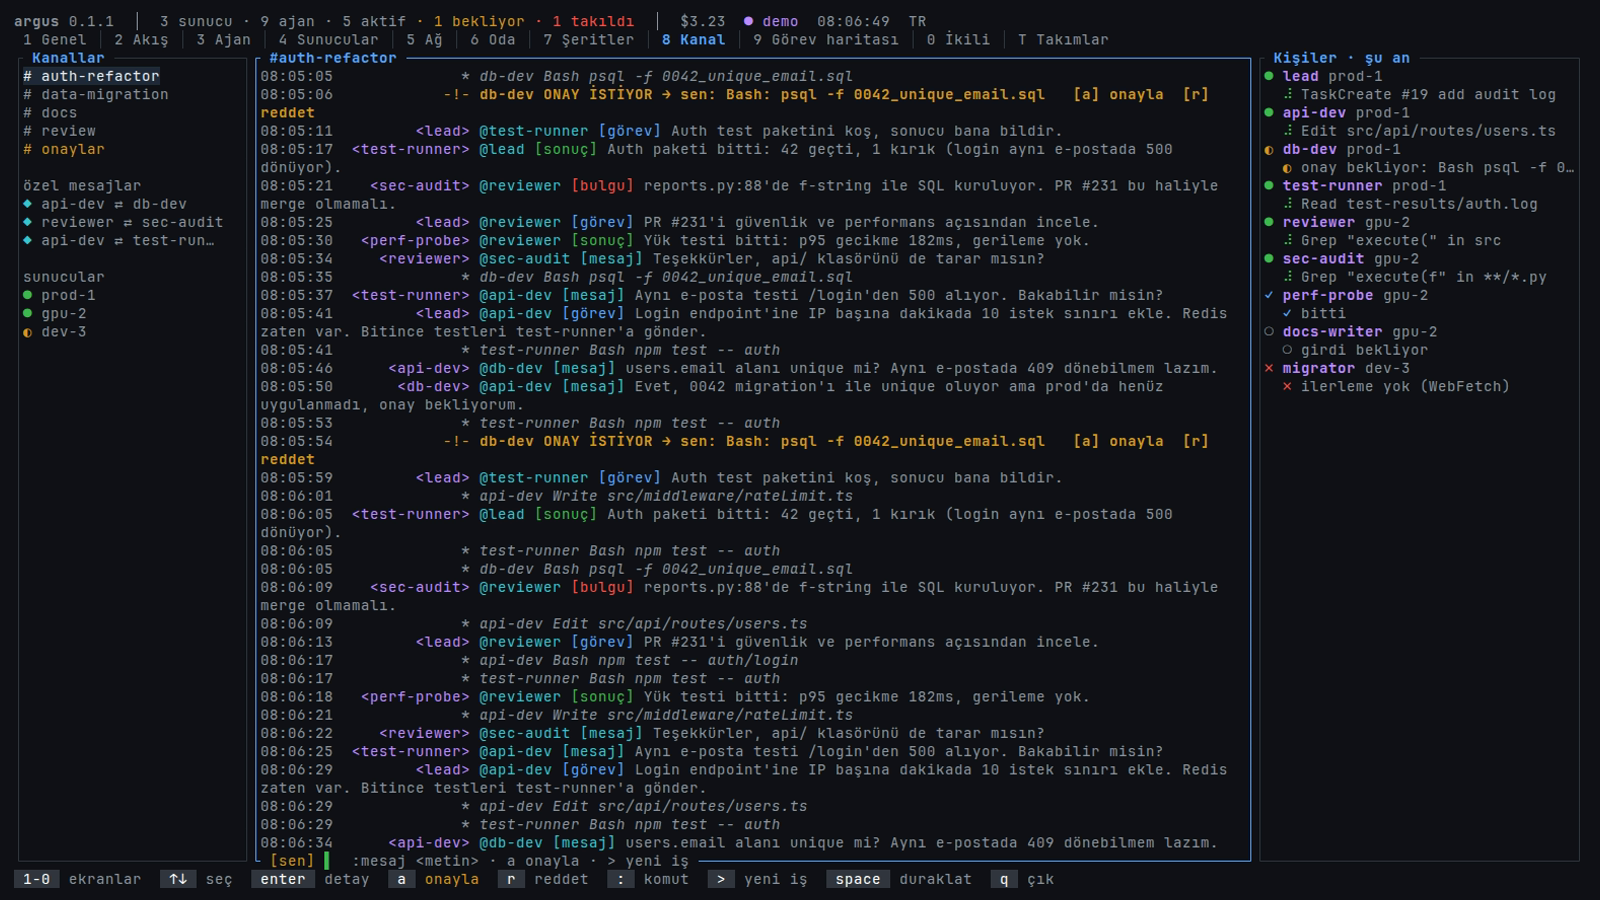 argus 0.1.1 │ 3 sunucu · 9 ajan · 5 aktif · 1 bekliyor · 1 takıldı │ $3.23 ● demo 08:06:49 TR
1 Genel │ 2 Akış │ 3 Ajan │ 4 Sunucular │ 5 Ağ │ 6 Oda │ 7 Şeritler │ 8 Kanal │ 9 Görev haritası │ 0 İkili │ T Takımlar
Kanallar
# auth-refactor
# data-migration
# docs
# review
# onaylar
özel mesajlar
◆ api-dev ⇄ db-dev
◆ reviewer ⇄ sec-audit
◆ api-dev ⇄ test-run…
sunucular
● prod-1
● gpu-2
◐ dev-3
#auth-refactor
08:05:05 * db-dev Bash psql -f 0042_unique_email.sql
08:05:06 -!- db-dev ONAY İSTİYOR → sen: Bash: psql -f 0042_unique_email.sql [a] onayla [r]
reddet
08:05:11 <lead> @test-runner [görev] Auth test paketini koş, sonucu bana bildir.
08:05:17 <test-runner> @lead [sonuç] Auth paketi bitti: 42 geçti, 1 kırık (login aynı e-postada 500
dönüyor).
08:05:21 <sec-audit> @reviewer [bulgu] reports.py:88'de f-string ile SQL kuruluyor. PR #231 bu haliyle
merge olmamalı.
08:05:25 <lead> @reviewer [görev] PR #231'i güvenlik ve performans açısından incele.
08:05:30 <perf-probe> @reviewer [sonuç] Yük testi bitti: p95 gecikme 182ms, gerileme yok.
08:05:34 <reviewer> @sec-audit [mesaj] Teşekkürler, api/ klasörünü de tarar mısın?
08:05:35 * db-dev Bash psql -f 0042_unique_email.sql
08:05:37 <test-runner> @api-dev [mesaj] Aynı e-posta testi /login'den 500 alıyor. Bakabilir misin?
08:05:41 <lead> @api-dev [görev] Login endpoint'ine IP başına dakikada 10 istek sınırı ekle. Redis
zaten var. Bitince testleri test-runner'a gönder.
08:05:41 * test-runner Bash npm test -- auth
08:05:46 <api-dev> @db-dev [mesaj] users.email alanı unique mi? Aynı e-postada 409 dönebilmem lazım.
08:05:50 <db-dev> @api-dev [mesaj] Evet, 0042 migration'ı ile unique oluyor ama prod'da henüz
uygulanmadı, onay bekliyorum.
08:05:53 * test-runner Bash npm test -- auth
08:05:54 -!- db-dev ONAY İSTİYOR → sen: Bash: psql -f 0042_unique_email.sql [a] onayla [r]
reddet
08:05:59 <lead> @test-runner [görev] Auth test paketini koş, sonucu bana bildir.
08:06:01 * api-dev Write src/middleware/rateLimit.ts
08:06:05 <test-runner> @lead [sonuç] Auth paketi bitti: 42 geçti, 1 kırık (login aynı e-postada 500
dönüyor).
08:06:05 * test-runner Bash npm test -- auth
08:06:05 * db-dev Bash psql -f 0042_unique_email.sql
08:06:09 <sec-audit> @reviewer [bulgu] reports.py:88'de f-string ile SQL kuruluyor. PR #231 bu haliyle
merge olmamalı.
08:06:09 * api-dev Edit src/api/routes/users.ts
08:06:13 <lead> @reviewer [görev] PR #231'i güvenlik ve performans açısından incele.
08:06:17 * api-dev Bash npm test -- auth/login
08:06:17 * test-runner Bash npm test -- auth
08:06:18 <perf-probe> @reviewer [sonuç] Yük testi bitti: p95 gecikme 182ms, gerileme yok.
08:06:21 * api-dev Write src/middleware/rateLimit.ts
08:06:22 <reviewer> @sec-audit [mesaj] Teşekkürler, api/ klasörünü de tarar mısın?
08:06:25 <test-runner> @api-dev [mesaj] Aynı e-posta testi /login'den 500 alıyor. Bakabilir misin?
08:06:29 <lead> @api-dev [görev] Login endpoint'ine IP başına dakikada 10 istek sınırı ekle. Redis
zaten var. Bitince testleri test-runner'a gönder.
08:06:29 * api-dev Edit src/api/routes/users.ts
08:06:29 * test-runner Bash npm test -- auth
08:06:34 <api-dev> @db-dev [mesaj] users.email alanı unique mi? Aynı e-postada 409 dönebilmem lazım.
[sen] :mesaj <metin> · a onayla · > yeni iş
Kişiler · şu an
● lead prod-1
TaskCreate #19 add audit log
● api-dev prod-1
Edit src/api/routes/users.ts
◐ db-dev prod-1
◐ onay bekliyor: Bash psql -f 0…
● test-runner prod-1
Read test-results/auth.log
● reviewer gpu-2
Grep "execute(" in src
● sec-audit gpu-2
Grep "execute(f" in **/*.py
✓ perf-probe gpu-2
✓ bitti
○ docs-writer gpu-2
○ girdi bekliyor
✕ migrator dev-3
✕ ilerleme yok (WebFetch)
1-0 ekranlar ↑↓ seç enter detay a onayla r reddet : komut > yeni iş space duraklat q çık